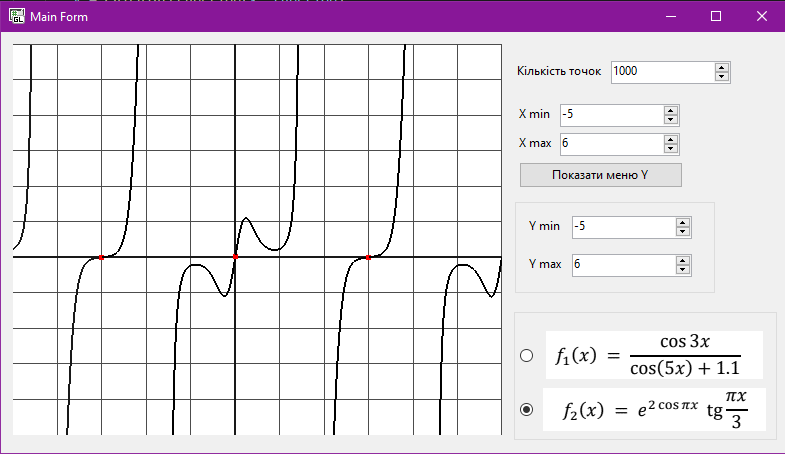 GL Main Form
Кількість точок 1000
X min -5
X max 6
Показати меню Y
Y min -5
Y max 6
f₁(x) = cos 3x / cos(5x) + 1.1
f₂(x) = e^{2 cos πx} tg πx/3